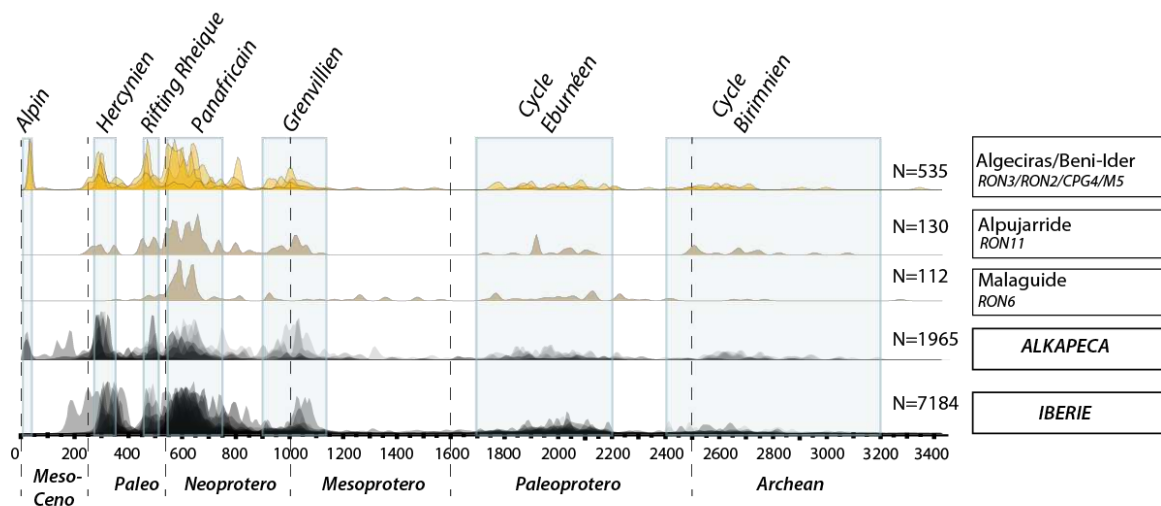 Alpin
Hercynien
Rifting Rheique
Panafricain
Grenvillien
Cycle
Eburnéen
Cycle
Birimnien
N=535
Algeciras/Beni-Ider
RON3/RON2/CPG4/M5
N=130
Alpujarride
RON11
N=112
Malaguide
RON6
N=1965
ALKAPECA
N=7184
IBERIE
0 200 400 600 800 1000 1200 1400 1600 1800 2000 2200 2400 2600 2800 3000 3200 3400
Meso-
Ceno
Paleo
Neoprotero
Mesoprotero
Paleoprotero
Archean